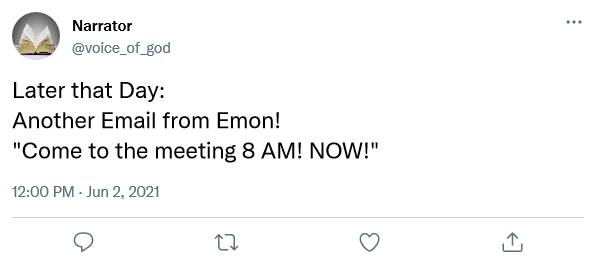 Narrator
@voice_of_god
Later that Day:
Another Email from Emon!
"Come to the meeting 8 AM! NOW!"
12:00 PM · Jun 2, 2021